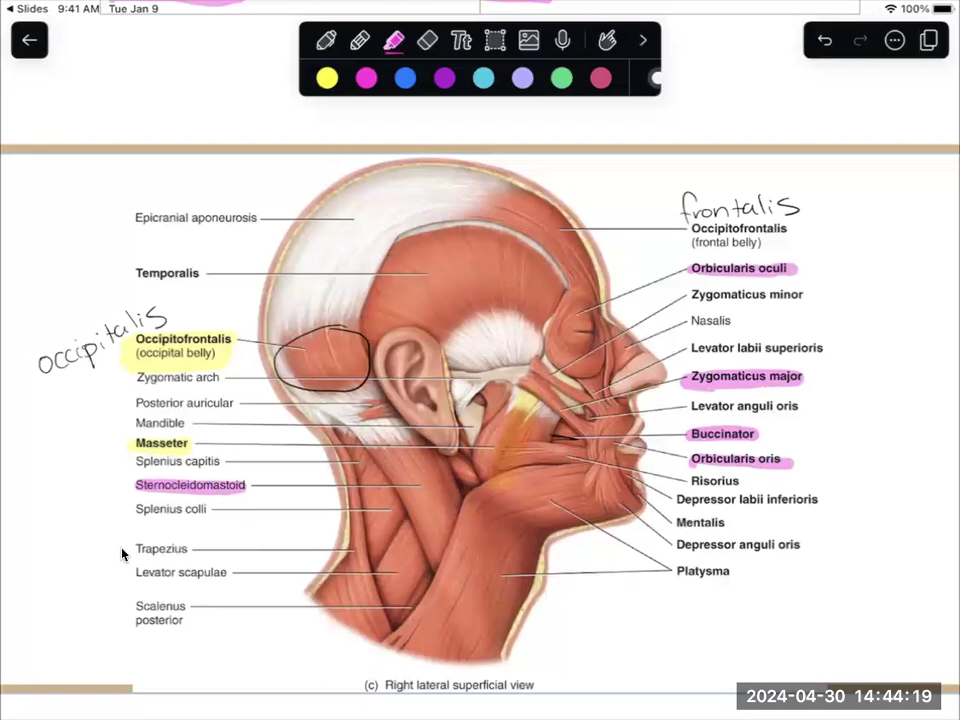 Slides 9:41 AM Tue Jan 9
100%
Tt
frontalis
Epicranial aponeurosis
Temporalis
occipitalis
Occipitofrontalis
(occipital belly)
Zygomatic arch
Posterior auricular
Mandible
Masseter
Splenius capitis
Sternocleidomastoid
Splenius colli
Trapezius
Levator scapulae
Scalenus
posterior
Occipitofrontalis
(frontal belly)
Orbicularis oculi
Zygomaticus minor
Nasalis
Levator labii superioris
Zygomaticus major
Levator anguli oris
Buccinator
Orbicularis oris
Risorius
Depressor labii inferioris
Mentalis
Depressor anguli oris
Platysma
(c) Right lateral superficial view
2024-04-30 14:44:19